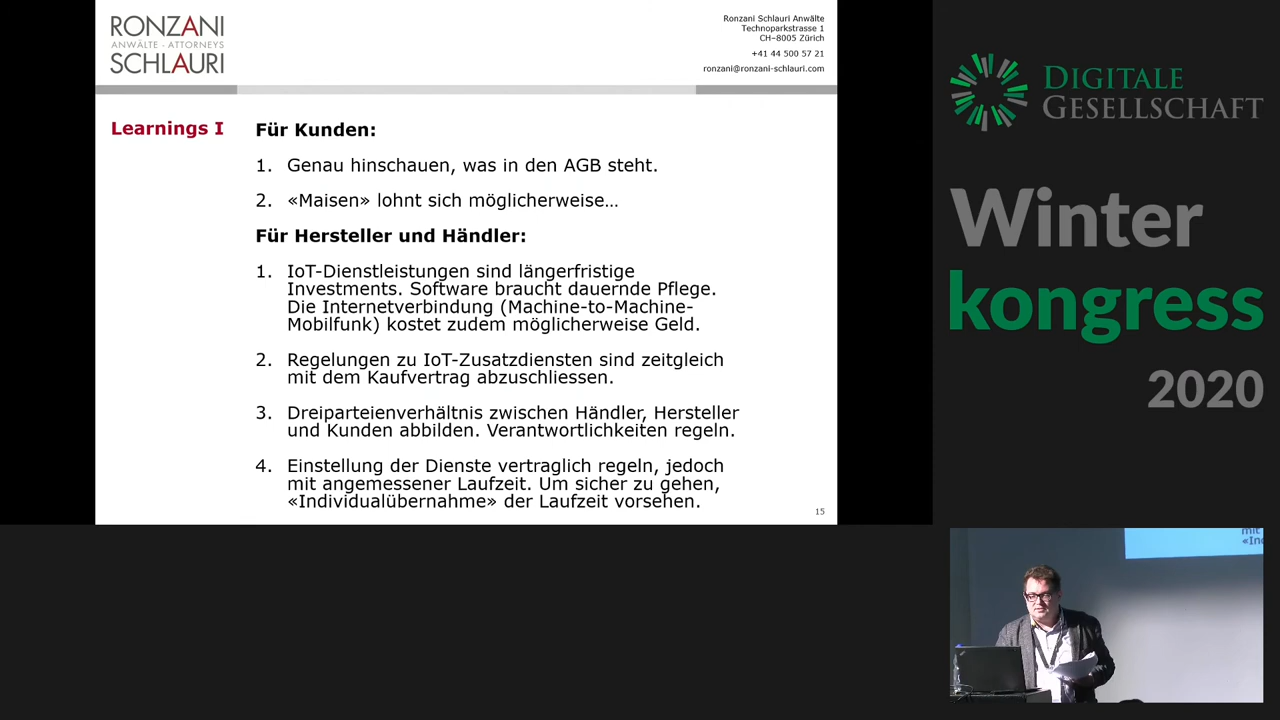 RONZANI
ANWÄLTE - ATTORNEYS
SCHLAURI
Ronzani Schlauri Anwälte
Technoparkstrasse 1
CH–8005 Zürich
+41 44 500 57 21
ronzani@ronzani-schlauri.com
Learnings I
Für Kunden:
1. Genau hinschauen, was in den AGB steht.
2. «Maisen» lohnt sich möglicherweise…
Für Hersteller und Händler:
1. IoT-Dienstleistungen sind längerfristige
Investments. Software braucht dauernde Pflege.
Die Internetverbindung (Machine-to-Machine-
Mobilfunk) kostet zudem möglicherweise Geld.
2. Regelungen zu IoT-Zusatzdiensten sind zeitgleich
mit dem Kaufvertrag abzuschliessen.
3. Dreiparteienverhältnis zwischen Händler, Hersteller
und Kunden abbilden. Verantwortlichkeiten regeln.
4. Einstellung der Dienste vertraglich regeln, jedoch
mit angemessener Laufzeit. Um sicher zu gehen,
«Individualübernahme» der Laufzeit vorsehen.
15
DIGITALE
GESELLSCHAFT
Winter
kongress
2020
mit
«In